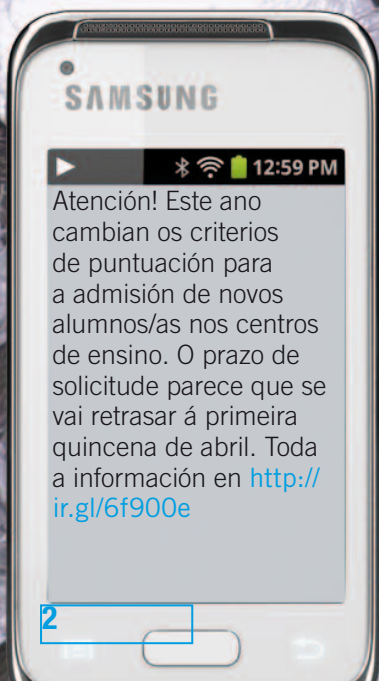 SAMSUNG
12:59 PM
Atención! Este ano
cambian os criterios
de puntuación para
a admisión de novos
alumnos/as nos centros
de ensino. O prazo de
solicitude parece que se
vai retrasar á primeira
quincena de abril. Toda
a información en http://
ir.gl/6f900e
2